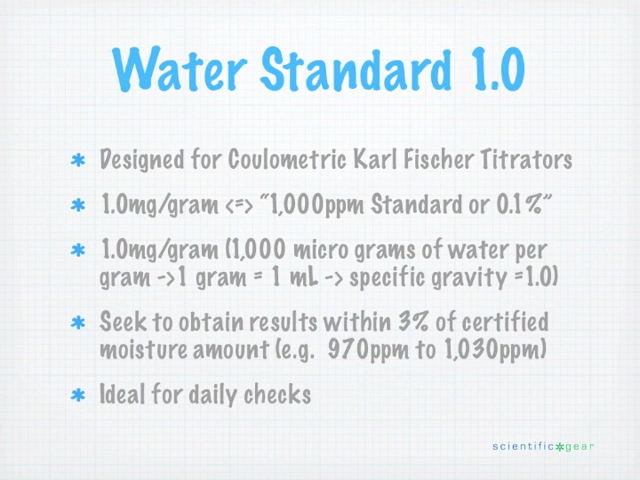 Water Standard 1.0
Designed for Coulometric Karl Fischer Titrators
1.0mg/gram <=> “1,000ppm Standard or 0.1%”
1.0mg/gram (1,000 micro grams of water per
gram ->1 gram = 1 mL -> specific gravity =1.0)
Seek to obtain results within 3% of certified
moisture amount (e.g. 970ppm to 1,030ppm)
Ideal for daily checks
scientific*gear